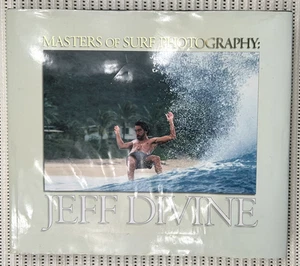 MASTERS OF SURF PHOTOGRAPHY:
JEFF DIVINE